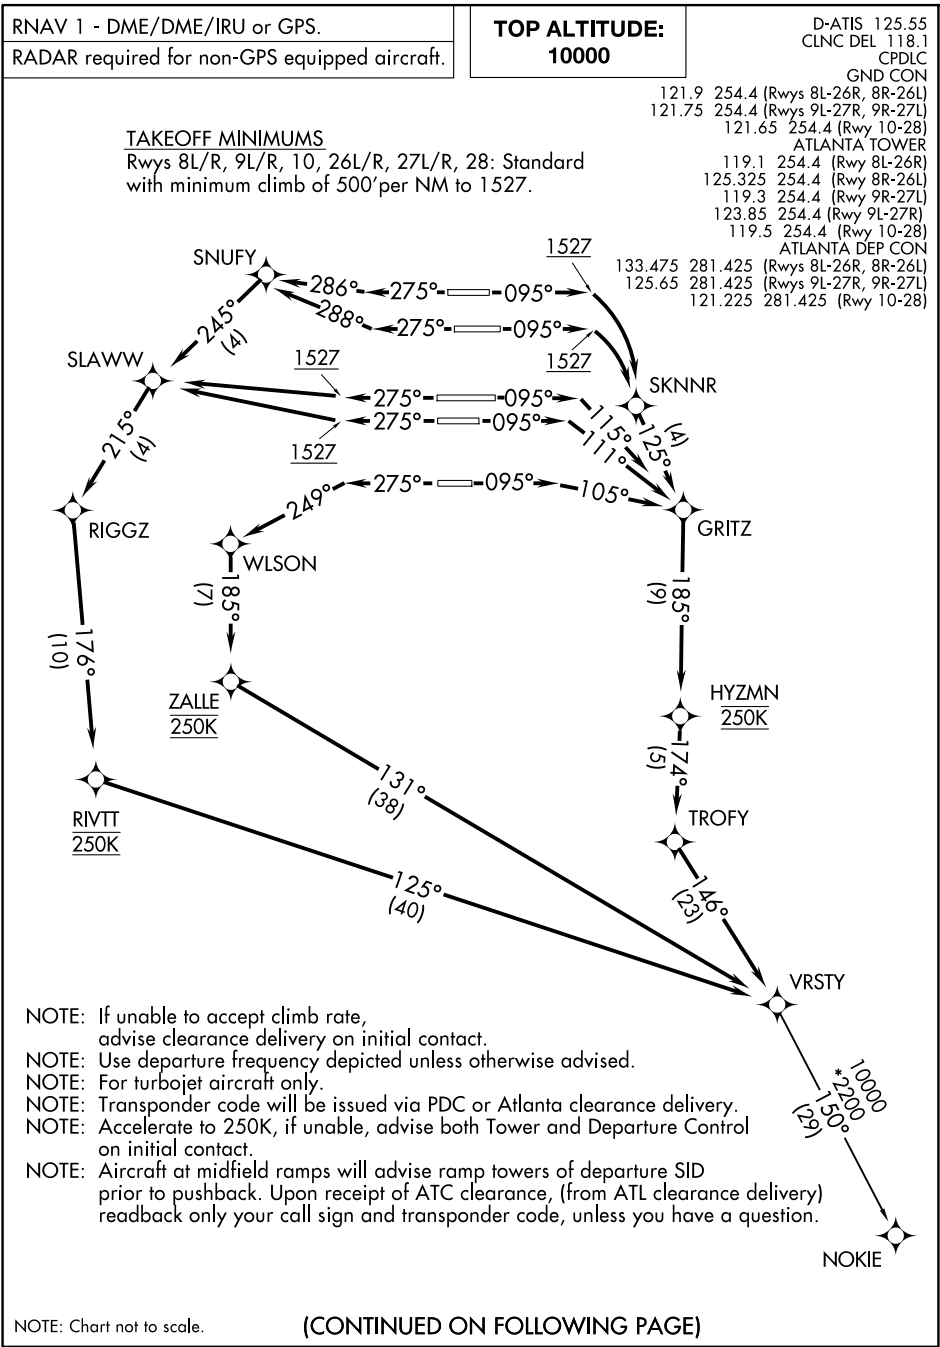 RNAV 1 - DME/DME/IRU or GPS.
RADAR required for non-GPS equipped aircraft.
TOP ALTITUDE:
10000
D-ATIS 125.55
CLNC DEL 118.1
CPDLC
GND CON
121.9 254.4 (Rwys 8L-26R, 8R-26L)
121.75 254.4 (Rwys 9L-27R, 9R-27L)
121.65 254.4 (Rwy 10-28)
ATLANTA TOWER
119.1 254.4 (Rwy 8L-26R)
125.325 254.4 (Rwy 8R-26L)
119.3 254.4 (Rwy 9R-27L)
123.85 254.4 (Rwy 9L-27R)
119.5 254.4 (Rwy 10-28)
ATLANTA DEP CON
133.475 281.425 (Rwys 8L-26R, 8R-26L)
125.65 281.425 (Rwys 9L-27R, 9R-27L)
121.225 281.425 (Rwy 10-28)
TAKEOFF MINIMUMS
Rwys 8L/R, 9L/R, 10, 26L/R, 27L/R, 28: Standard
with minimum climb of 500' per NM to 1527.
SNUFY
1527
286° 275° 095°
288° 275° 095°
245°
(4)
1527
SLAWW
1527
SKNNR
275° 095°
115°
125°
(4)
275° 095°
111°
1527
215°
(4)
275° 095°
249°
105°
RIGGZ
WLSON
GRITZ
185°
(7)
185°
(9)
176°
(10)
ZALLE
250K
HYZMN
250K
174°
(5)
RIVTT
250K
131°
(38)
TROFY
125°
(40)
146°
(23)
VRSTY
10000
*2200
150°
(29)
NOKIE
NOTE: If unable to accept climb rate,
advise clearance delivery on initial contact.
NOTE: Use departure frequency depicted unless otherwise advised.
NOTE: For turbojet aircraft only.
NOTE: Transponder code will be issued via PDC or Atlanta clearance delivery.
NOTE: Accelerate to 250K, if unable, advise both Tower and Departure Control
on initial contact.
NOTE: Aircraft at midfield ramps will advise ramp towers of departure SID
prior to pushback. Upon receipt of ATC clearance, (from ATL clearance delivery)
readback only your call sign and transponder code, unless you have a question.
NOTE: Chart not to scale.
(CONTINUED ON FOLLOWING PAGE)